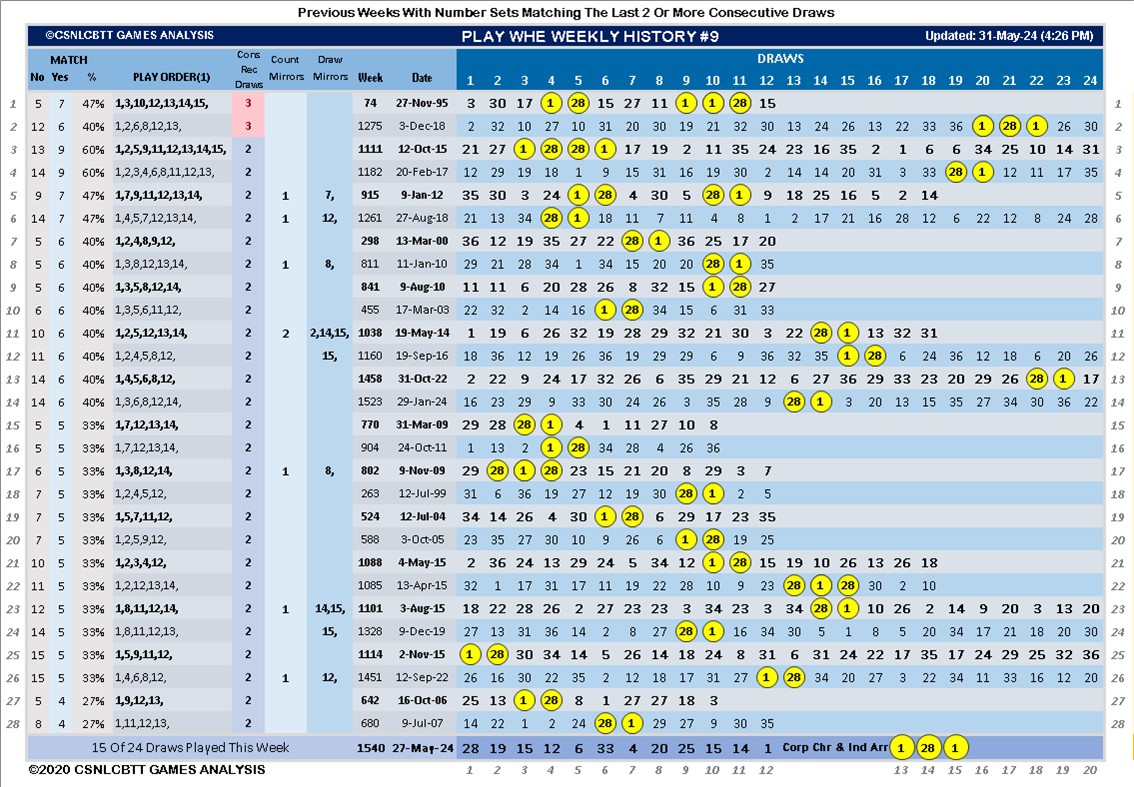 Previous Weeks With Number Sets Matching The Last 2 Or More Consecutive Draws
©CSNLCBTT GAMES ANALYSIS PLAY WHE WEEKLY HISTORY #9 Updated: 31-May-24 (4:26 PM)
MATCH Cons Rec Draws Count Mirrors Draw Mirrors DRAWS
No Yes % PLAY ORDER(1) Week Date 1 2 3 4 5 6 7 8 9 10 11 12 13 14 15 16 17 18 19 20 21 22 23 24
1 5 7 47% 1,3,10,12,13,14,15, 3 74 27-Nov-95 3 30 17 1 28 15 27 11 9 1 28 15 1
2 12 6 40% 1,2,6,8,12,13, 3 1275 3-Dec-18 2 32 10 27 10 31 20 30 19 21 32 30 13 24 26 13 22 33 36 1 28 1 26 30 2
3 13 9 60% 1,2,5,9,11,12,13,14,15, 2 1111 12-Oct-15 21 27 1 28 28 1 17 19 2 11 35 24 23 16 35 2 1 6 6 34 25 10 14 31 3
4 14 9 60% 1,2,3,4,6,8,11,12,13, 2 1182 20-Feb-17 12 29 19 18 1 9 15 31 16 19 30 2 14 14 20 31 3 33 28 1 12 14 17 35 4
5 9 7 47% 1,7,9,11,12,13,14, 2 1 7, 915 9-Jan-12 35 30 3 24 1 28 4 30 5 28 1 9 18 25 16 5 2 14 5
6 14 7 47% 1,4,5,7,12,13,14, 2 1 12, 1261 27-Aug-18 21 13 34 28 1 18 11 7 11 4 8 1 2 17 21 16 28 12 6 22 12 8 24 28 6
7 5 6 40% 1,2,4,8,9,12, 2 298 13-Mar-00 36 12 19 35 27 22 28 1 36 25 17 20 7
8 5 6 40% 1,3,8,12,13,14, 2 1 8, 811 11-Jan-10 29 21 28 34 1 34 15 20 20 28 1 35 8
9 5 6 40% 1,3,5,8,12,14, 2 841 9-Aug-10 11 11 6 20 28 26 8 32 15 1 28 27 9
10 6 6 40% 1,3,5,6,11,12, 2 455 17-Mar-03 22 32 2 14 16 1 28 34 15 6 31 33 10
11 10 6 40% 1,2,5,12,13,14, 2 2 2,14,15, 1038 19-May-14 1 19 6 26 32 19 28 29 32 21 30 3 22 28 1 13 32 31 11
12 11 6 40% 1,2,4,5,8,12, 2 15, 1160 19-Sep-16 18 36 12 19 26 36 19 29 29 6 9 36 32 35 1 28 6 24 36 12 18 6 20 26 12
13 14 6 40% 1,4,5,6,8,12, 2 1458 31-Oct-22 2 22 9 24 17 32 26 6 35 29 21 12 6 27 36 29 33 23 20 29 26 28 1 17 13
14 14 6 40% 1,3,6,8,12,14, 2 1523 29-Jan-24 16 23 29 9 33 30 24 26 3 35 28 9 28 1 3 20 13 15 35 27 34 30 36 22 14
15 5 5 33% 1,7,12,13,14, 2 770 31-Mar-09 29 28 28 1 4 1 11 27 10 8 15
16 5 5 33% 1,7,12,13,14, 2 904 24-Oct-11 1 13 2 1 28 34 28 4 26 36 16
17 6 5 33% 1,3,8,12,14, 2 1 8, 802 9-Nov-09 29 28 1 28 23 15 21 20 8 29 3 7 17
18 7 5 33% 1,2,4,5,12, 2 263 12-Jul-99 31 6 36 19 27 12 19 30 28 1 2 5 18
19 7 5 33% 1,5,7,11,12, 2 524 12-Jul-04 34 14 26 4 30 1 28 6 29 17 23 35 19
20 7 5 33% 1,2,5,9,12, 2 588 3-Oct-05 23 35 27 30 10 9 26 6 1 28 19 25 20
21 10 5 33% 1,2,3,4,12, 2 1088 4-May-15 2 36 24 13 29 24 5 34 12 1 28 15 19 10 26 13 26 18 21
22 11 5 33% 1,2,12,13,14, 2 1085 13-Apr-15 32 1 17 31 17 11 19 22 28 10 9 23 28 1 28 30 2 10 22
23 12 5 33% 1,8,11,12,14, 2 1 14,15, 1101 3-Aug-15 18 22 28 26 2 27 23 23 3 34 23 3 34 28 1 10 26 2 14 9 20 3 13 20 23
24 14 5 33% 1,8,11,12,13, 2 15, 1328 9-Dec-19 27 13 31 36 14 2 8 27 28 1 16 34 30 5 1 8 5 20 34 17 21 18 20 30 24
25 15 5 33% 1,5,9,11,12, 2 1114 2-Nov-15 1 28 30 34 14 5 26 14 18 24 8 31 6 31 24 22 17 35 17 24 29 25 32 36 25
26 15 5 33% 1,4,6,8,12, 2 1 12, 1451 12-Sep-22 26 16 30 22 35 2 12 18 17 31 27 1 28 34 20 27 3 22 34 11 33 16 12 20 26
27 5 4 27% 1,9,12,13, 2 642 16-Oct-06 25 13 1 28 8 1 27 27 18 3 27
28 8 4 27% 1,11,12,13, 2 680 9-Jul-07 14 22 1 2 24 28 1 29 27 9 30 35 28
15 Of 24 Draws Played This Week 1540 27-May-24 28 19 15 12 6 33 4 20 25 15 14 1 Corp Chr & Ind Arr 1 28 1
©2020 CSNLCBTT GAMES ANALYSIS 1 2 3 4 5 6 7 8 9 10 11 12 13 14 15 16 17 18 19 20